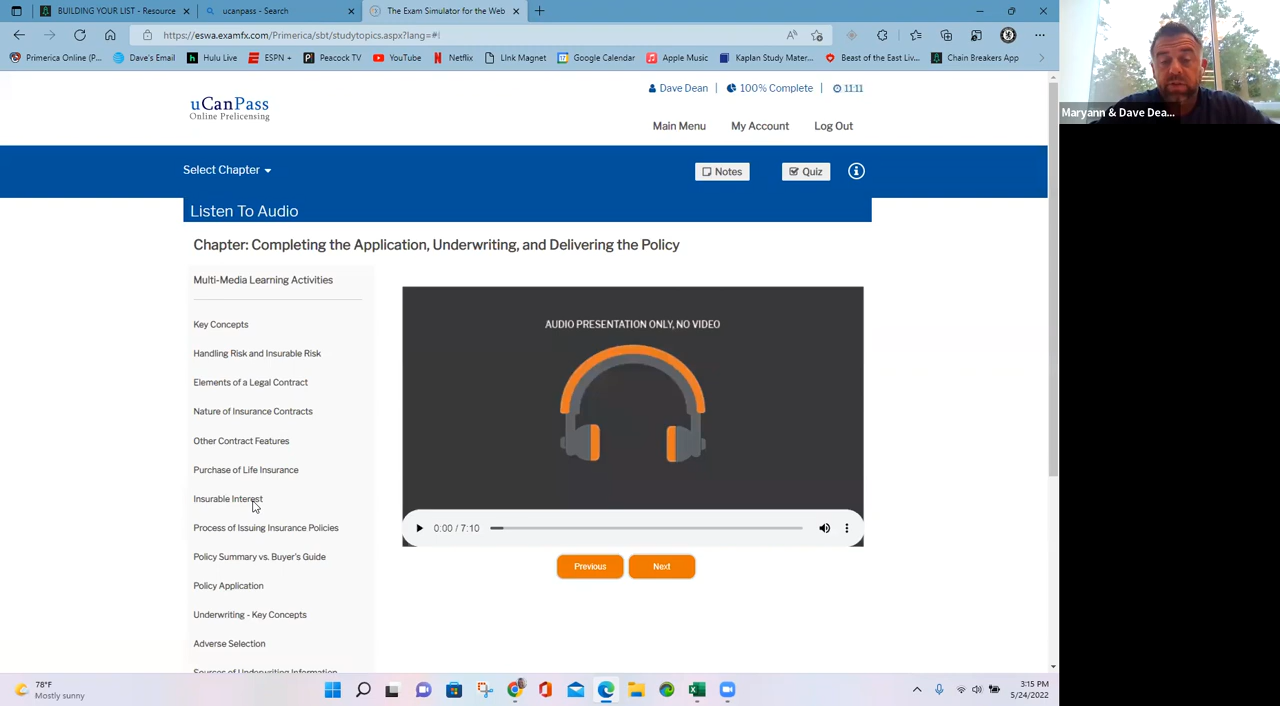 BUILDING YOUR LIST - Resource
ucanpass - Search
The Exam Simulator for the Web
https://eswa.examfx.com/Primerica/sbt/studytopics.aspx?lang=#!
Primerica Online (P...
Dave's Email
Hulu Live
ESPN +
Peacock TV
YouTube
Netflix
LInk Magnet
Google Calendar
Apple Music
Kaplan Study Mater...
Beast of the East Liv...
Chain Breakers App
Maryann & Dave Dea...
uCanPass
Online Prelicensing
Dave Dean
100% Complete
11:11
Main Menu
My Account
Log Out
Select Chapter
Notes
Quiz
Listen To Audio
Chapter: Completing the Application, Underwriting, and Delivering the Policy
Multi-Media Learning Activities
Key Concepts
Handling Risk and Insurable Risk
Elements of a Legal Contract
Nature of Insurance Contracts
Other Contract Features
Purchase of Life Insurance
Insurable Interest
Process of Issuing Insurance Policies
Policy Summary vs. Buyer's Guide
Policy Application
Underwriting - Key Concepts
Adverse Selection
Sources of Underwriting Information
AUDIO PRESENTATION ONLY, NO VIDEO
0:00 / 7:10
Previous
Next
78°F
Mostly sunny
3:15 PM
5/24/2022